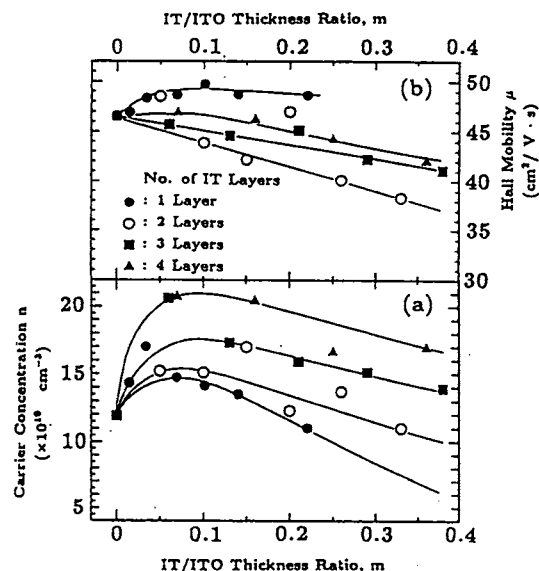 IT/ITO Thickness Ratio, m
0 0.1 0.2 0.3 0.4
(b)
50
45
40
35
30
Hall Mobility μ
(cm²/ V · s)
No. of IT Layers
● : 1 Layer
○ : 2 Layers
■ : 3 Layers
▲ : 4 Layers
(a)
20
15
10
5
Carrier Concentration n
(×10¹⁹ cm⁻³)
0 0.1 0.2 0.3 0.4
IT/ITO Thickness Ratio, m